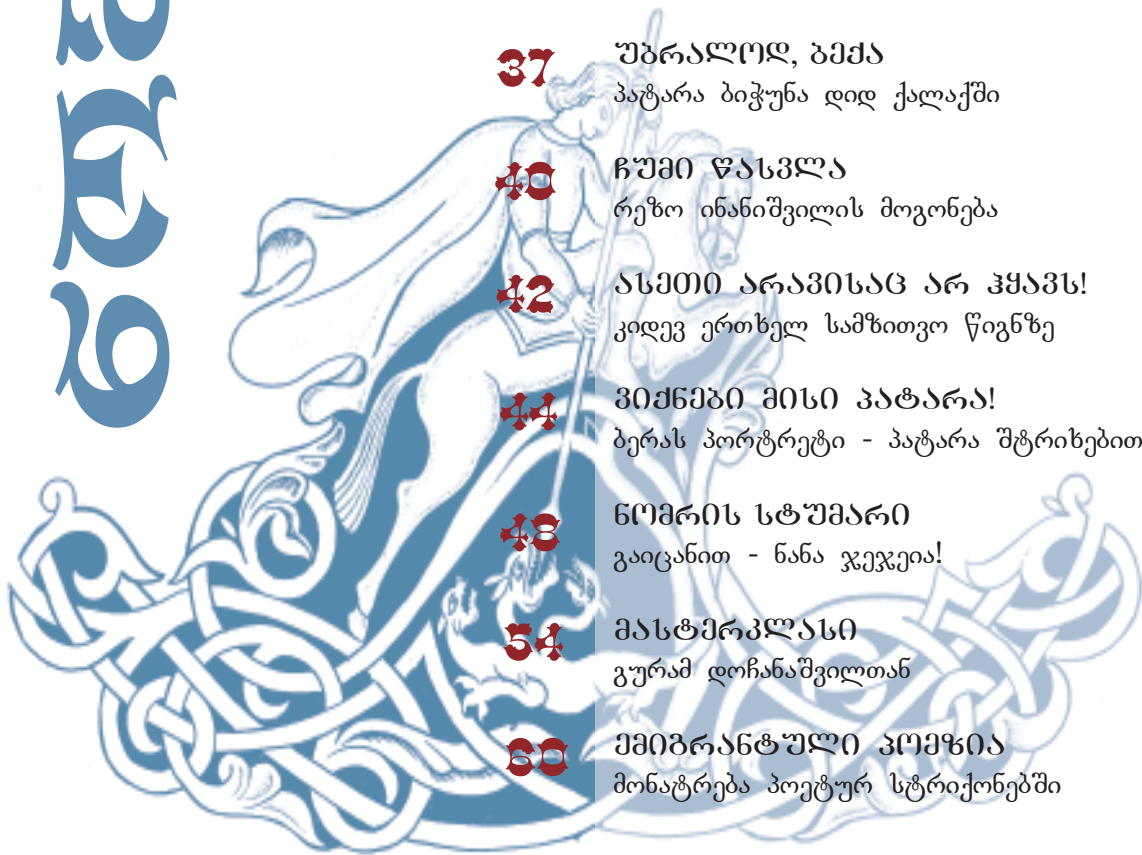 37
უბრალოდ, ბექა
პატარა ბიჭუნა დიდ ქალაქში
40
ჩუმი წასვლა
რეზო ინანიშვილის მოგონება
42
ასეთი არავისაც არ ჰყავს!
კიდევ ერთხელ სამზითვო წიგნზე
44
ვიქნები მისი პატარა!
ბერას პორტრეტი - პატარა შტრიხებით
48
ნომრის სტუმარი
გაიცანით - ნანა ჯეჯეია!
54
მასტერკლასი
გურამ დოჩანაშვილთან
60
ემიგრანტული პოეზია
მონატრება პოეტურ სტრიქონებში